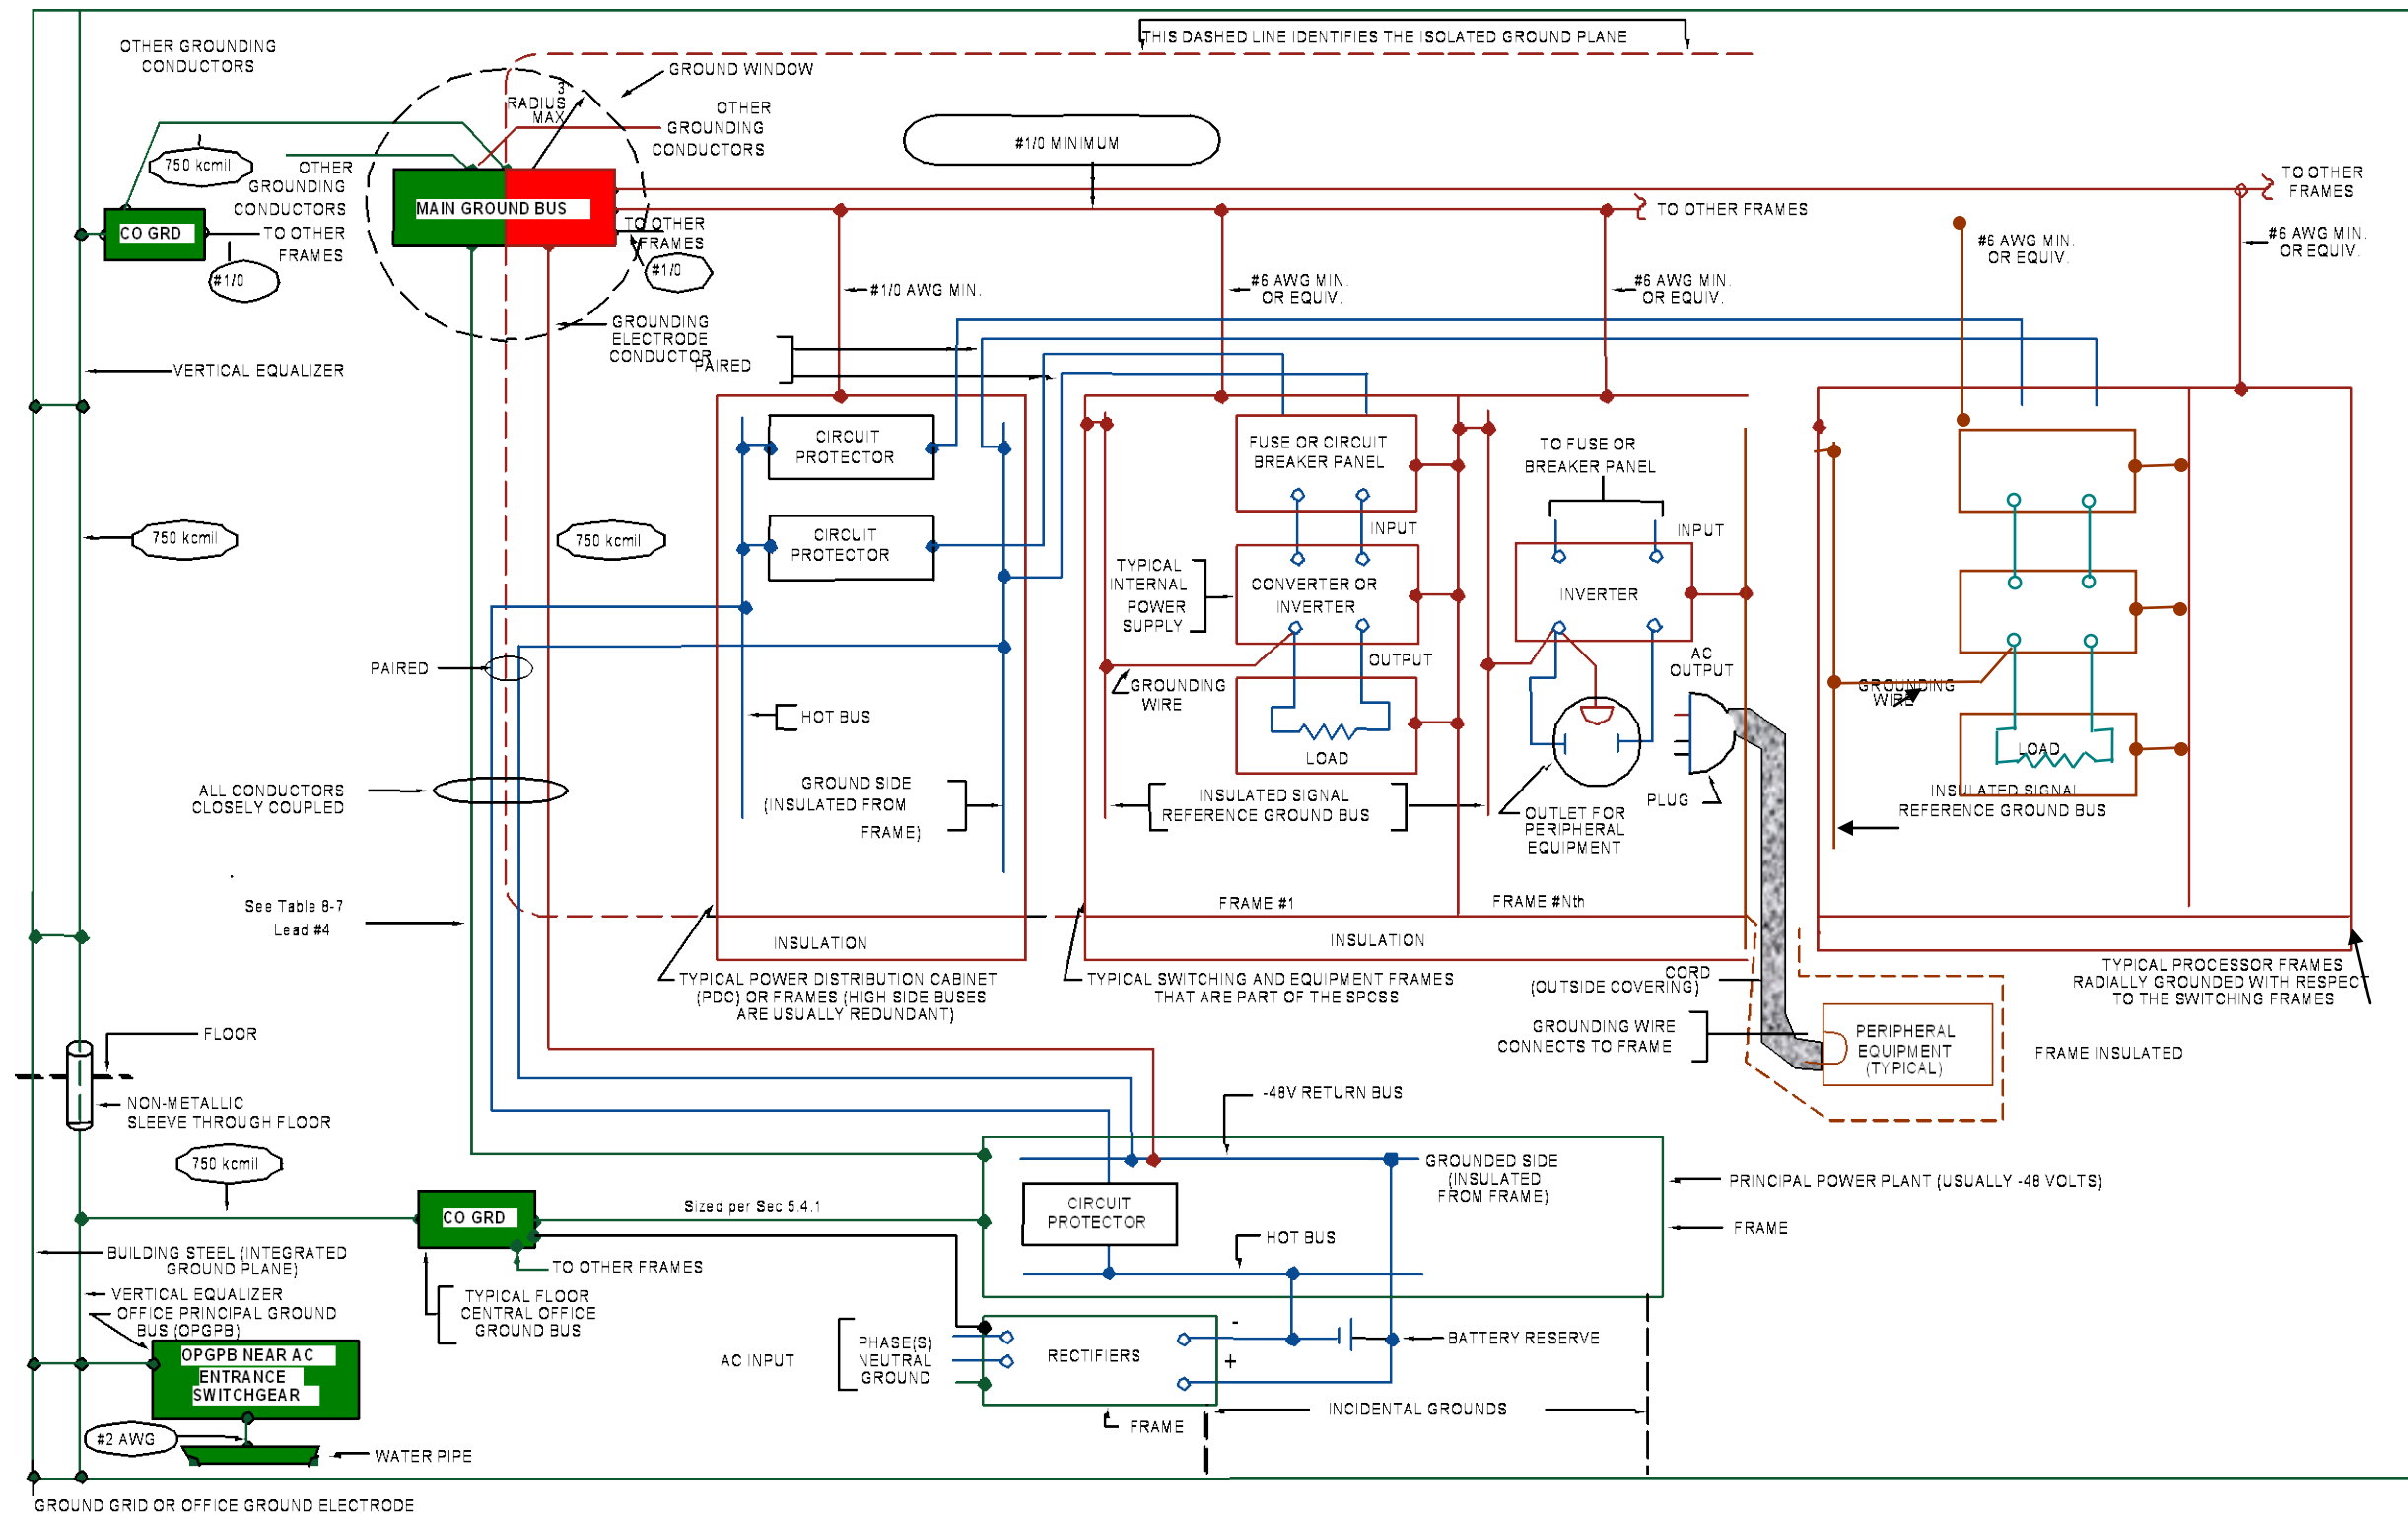 THIS DASHED LINE IDENTIFIES THE ISOLATED GROUND PLANE
OTHER GROUNDING
CONDUCTORS
GROUND WINDOW
3
RADIUS
MAX
OTHER
GROUNDING
CONDUCTORS
#1/0 MINIMUM
750 kcmil
OTHER
GROUNDING
CONDUCTORS
MAIN GROUND BUS
CO GRD
TO OTHER
FRAMES
#1/0
TO OTHER
FRAMES
#1/0
TO OTHER FRAMES
TO OTHER
FRAMES
#6 AWG MIN.
OR EQUIV.
#6 AWG MIN.
OR EQUIV.
#1/0 AWG MIN.
#6 AWG MIN.
OR EQUIV.
#6 AWG MIN.
OR EQUIV.
GROUNDING
ELECTRODE
CONDUCTOR
PAIRED
VERTICAL EQUALIZER
CIRCUIT
PROTECTOR
FUSE OR CIRCUIT
BREAKER PANEL
TO FUSE OR
BREAKER PANEL
750 kcmil
750 kcmil
CIRCUIT
PROTECTOR
INPUT
INPUT
TYPICAL
INTERNAL
POWER
SUPPLY
CONVERTER OR
INVERTER
INVERTER
PAIRED
OUTPUT
AC
OUTPUT
GROUNDING
WIRE
GROUNDING
WIRE
HOT BUS
LOAD
LOAD
ALL CONDUCTORS
CLOSELY COUPLED
GROUND SIDE
(INSULATED FROM
FRAME)
INSULATED SIGNAL
REFERENCE GROUND BUS
OUTLET FOR
PERIPHERAL
EQUIPMENT
PLUG
INSULATED SIGNAL
REFERENCE GROUND BUS
See Table 8-7
Lead #4
FRAME #1
FRAME #Nth
INSULATION
INSULATION
TYPICAL POWER DISTRIBUTION CABINET
(PDC) OR FRAMES (HIGH SIDE BUSES
ARE USUALLY REDUNDANT)
TYPICAL SWITCHING AND EQUIPMENT FRAMES
THAT ARE PART OF THE SPCSS
CORD
(OUTSIDE COVERING)
TYPICAL PROCESSOR FRAMES
RADIALLY GROUNDED WITH RESPECT
TO THE SWITCHING FRAMES
FLOOR
GROUNDING WIRE
CONNECTS TO FRAME
PERIPHERAL
EQUIPMENT
(TYPICAL)
FRAME INSULATED
NON-METALLIC
SLEEVE THROUGH FLOOR
-48V RETURN BUS
750 kcmil
GROUNDED SIDE
(INSULATED
FROM FRAME)
PRINCIPAL POWER PLANT (USUALLY -48 VOLTS)
CO GRD
Sized per Sec 5.4.1
CIRCUIT
PROTECTOR
FRAME
HOT BUS
BUILDING STEEL (INTEGRATED
GROUND PLANE)
TO OTHER FRAMES
VERTICAL EQUALIZER
OFFICE PRINCIPAL GROUND
BUS (OPGPB)
TYPICAL FLOOR
CENTRAL OFFICE
GROUND BUS
OPGPB NEAR AC
ENTRANCE
SWITCHGEAR
AC INPUT
PHASE(S)
NEUTRAL
GROUND
RECTIFIERS
-
+
BATTERY RESERVE
INCIDENTAL GROUNDS
FRAME
#2 AWG
WATER PIPE
GROUND GRID OR OFFICE GROUND ELECTRODE